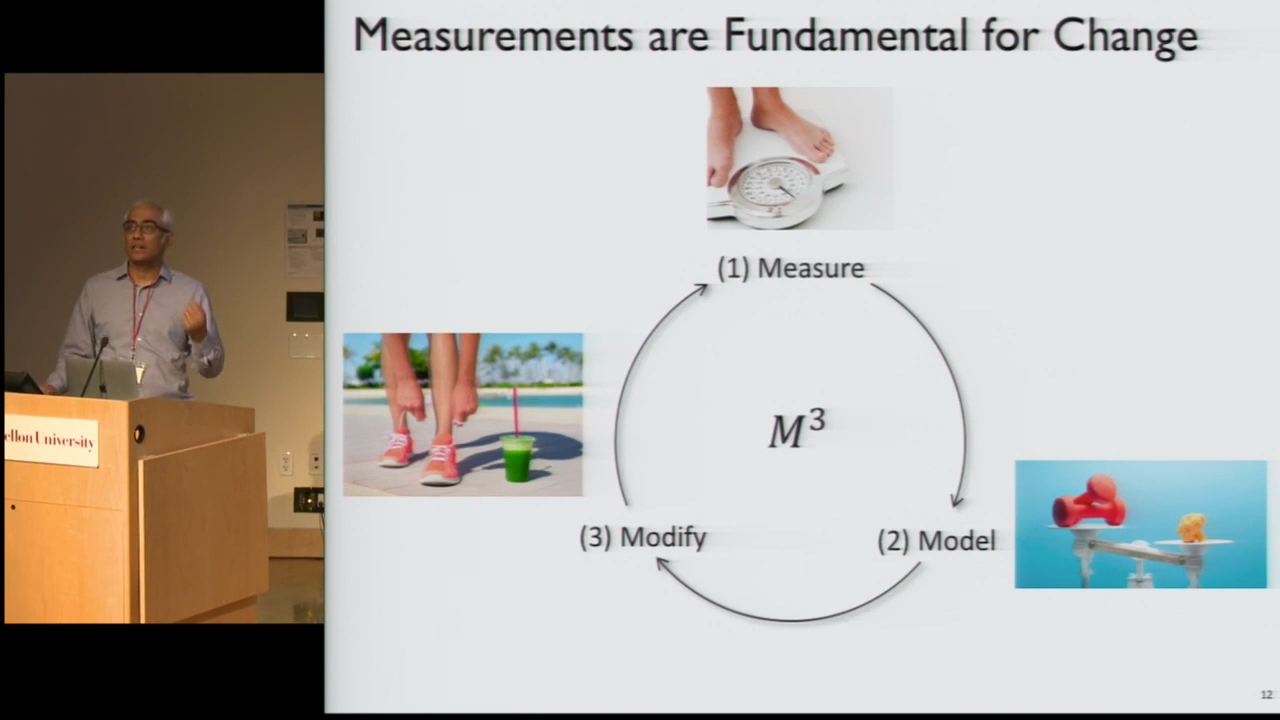 Measurements are Fundamental for Change
(1) Measure
M³
(3) Modify
(2) Model
ellon University
12